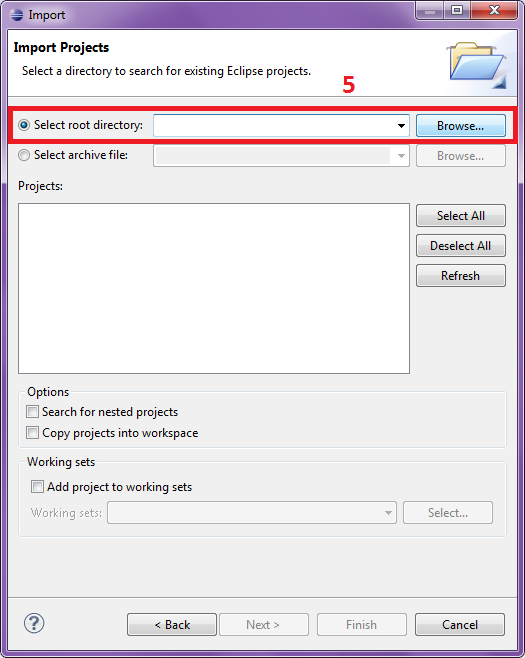 Import
Import Projects
Select a directory to search for existing Eclipse projects.
5
Select root directory:
Browse...
Select archive file:
Browse...
Projects:
Select All
Deselect All
Refresh
Options
Search for nested projects
Copy projects into workspace
Working sets
Add project to working sets
Working sets:
Select...
?
< Back
Next >
Finish
Cancel